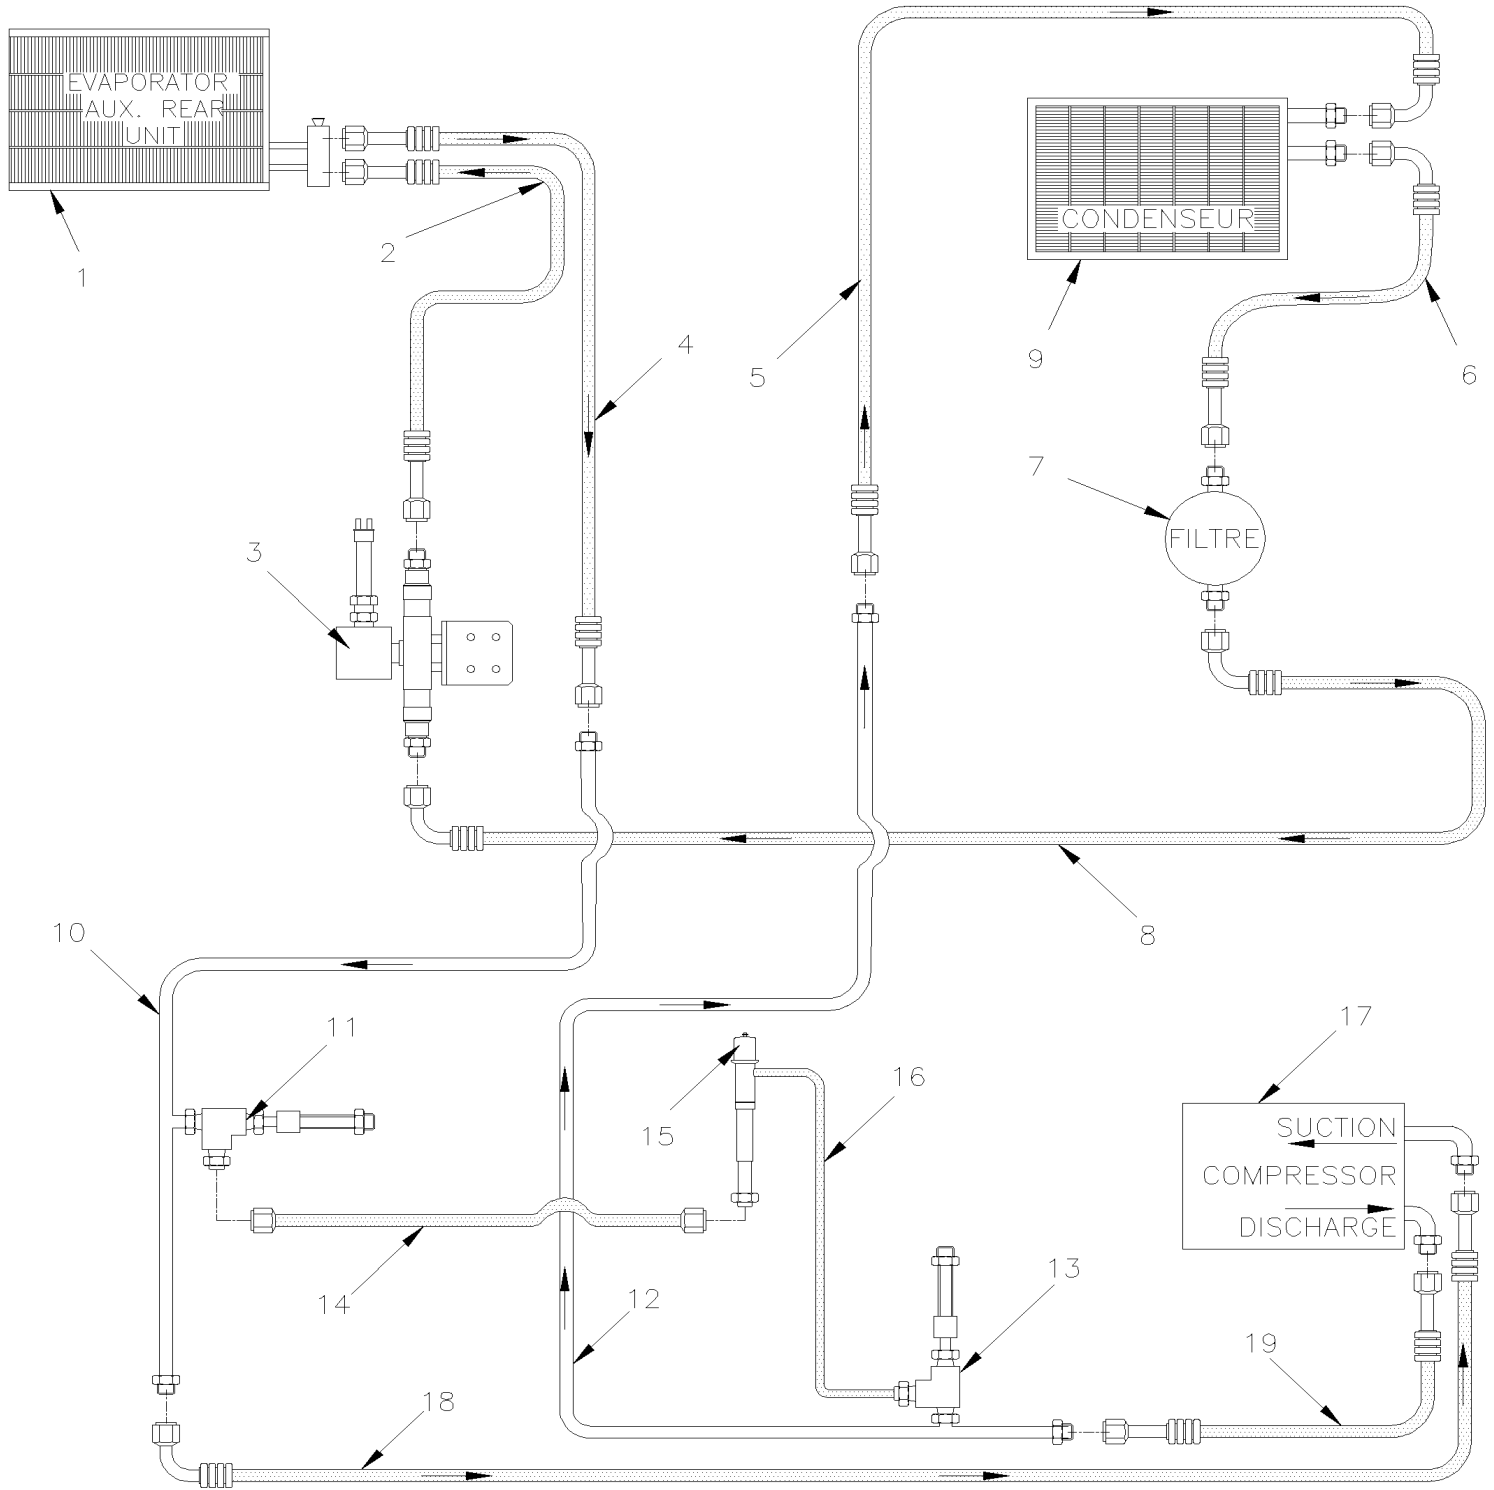 EVAPORATOR
AUX. REAR
UNIT
1
2
3
4
5
CONDENSEUR
9
6
7
FILTRE
8
10
11
12
13
14
15
16
17
SUCTION
COMPRESSOR
DISCHARGE
18
19